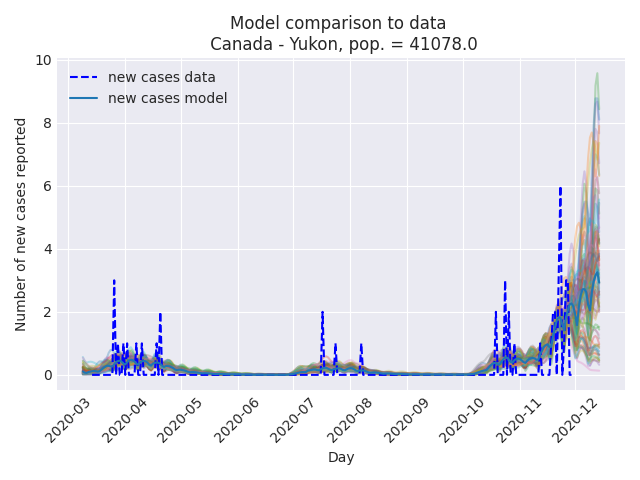 Model comparison to data
Canada - Yukon, pop. = 41078.0
new cases data
new cases model
Number of new cases reported
10
8
6
4
2
0
2020-03
2020-04
2020-05
2020-06
2020-07
2020-08
2020-09
2020-10
2020-11
2020-12
Day